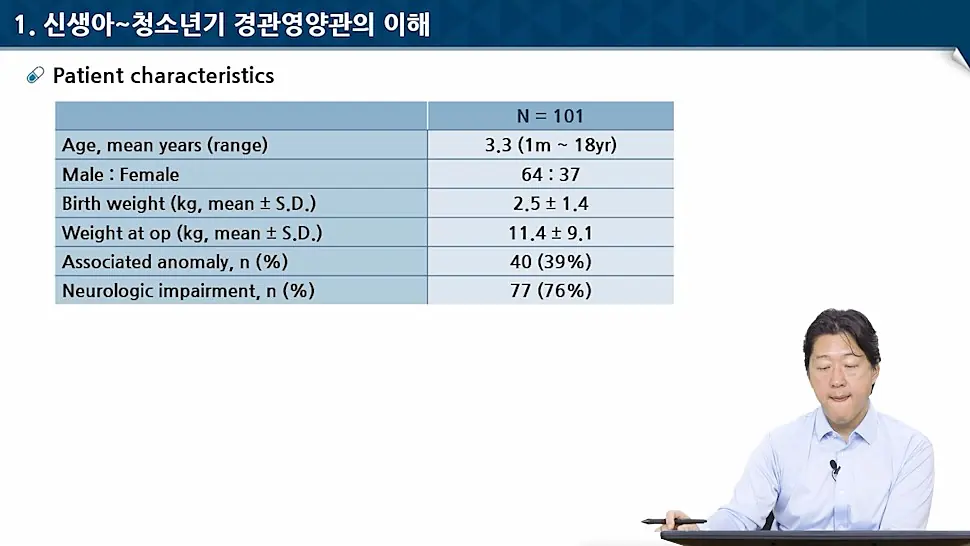 1. 신생아~청소년기 경관영양관의 이해
Patient characteristics
N = 101
Age, mean years (range) 3.3 (1m ~ 18yr)
Male : Female 64 : 37
Birth weight (kg, mean ± S.D.) 2.5 ± 1.4
Weight at op (kg, mean ± S.D.) 11.4 ± 9.1
Associated anomaly, n (%) 40 (39%)
Neurologic impairment, n (%) 77 (76%)